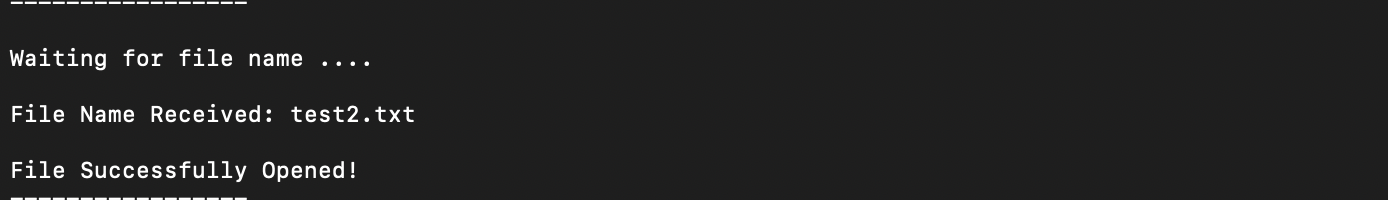 -----------------
Waiting for file name ....
File Name Received: test2.txt
File Successfully Opened!
-----------------